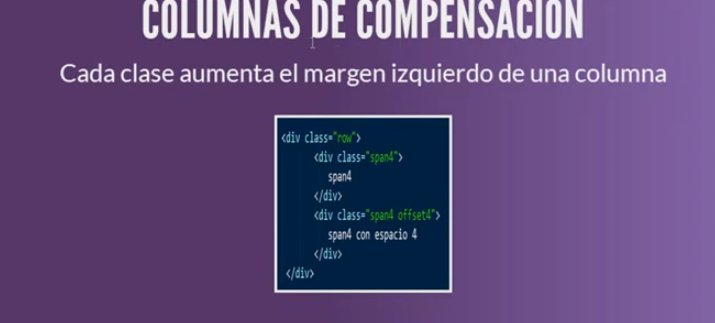 COLUMNAS DE COMPENSACIÓN
Cada clase aumenta el margen izquierdo de una columna
<div class="row">
<div class="span4">
span4
</div>
<div class="span4 offset4">
span4 con espacio 4
</div>
</div>